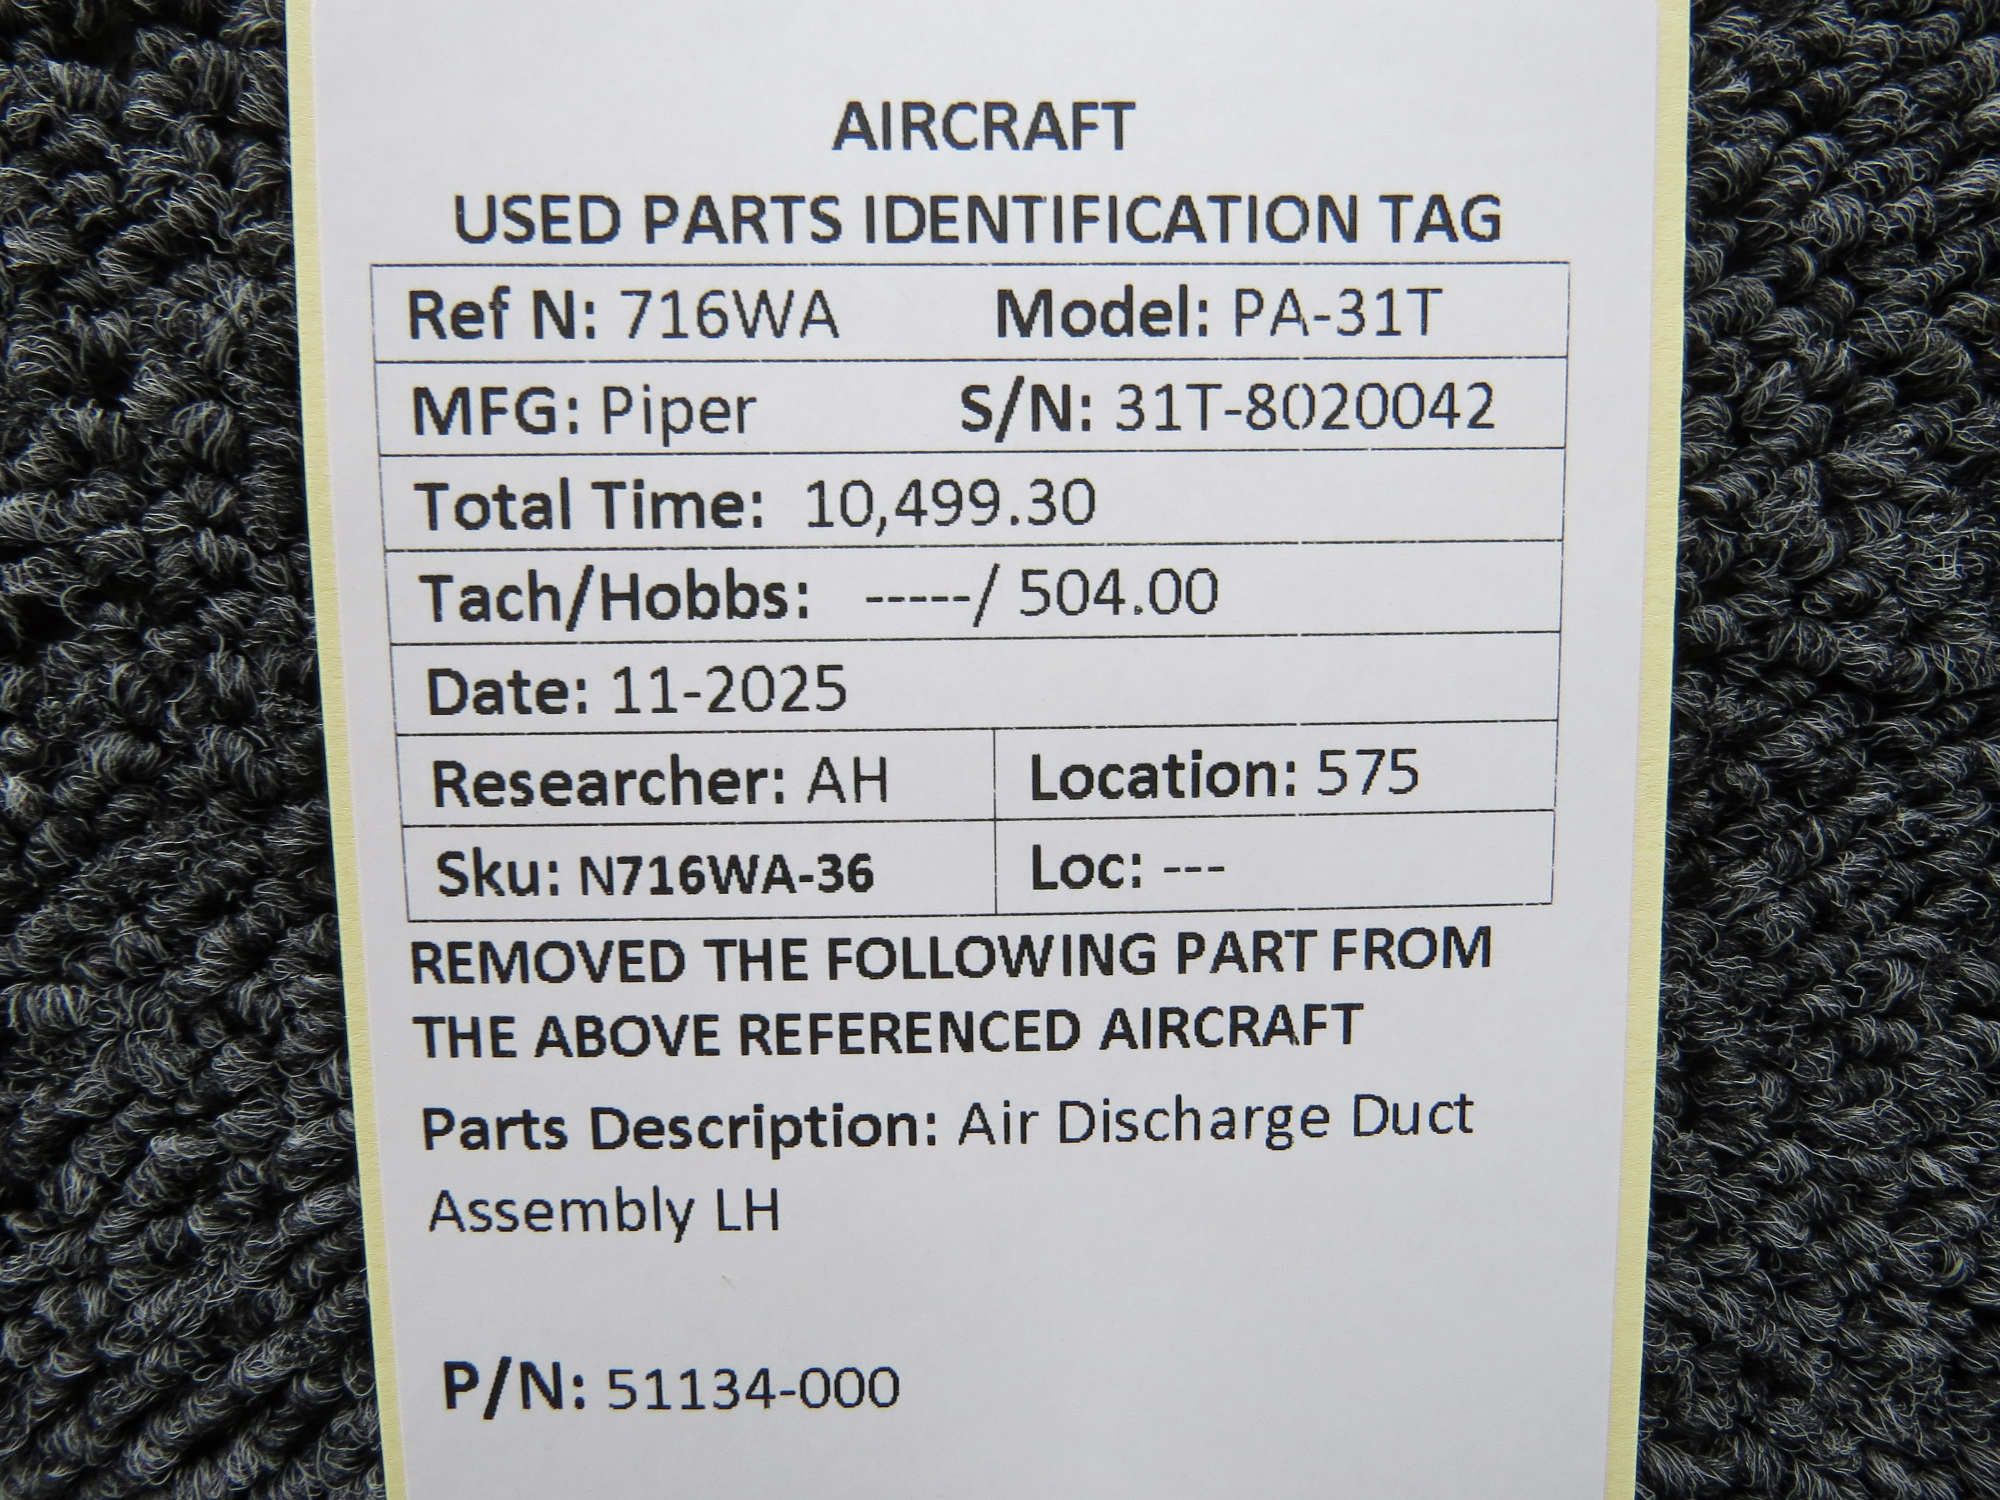 AIRCRAFT
USED PARTS IDENTIFICATION TAG
Ref N: 716WA Model: PA-31T
MFG: Piper S/N: 31T-8020042
Total Time: 10,499.30
Tach/Hobbs: -----/ 504.00
Date: 11-2025
Researcher: AH Location: 575
Sku: N716WA-36 Loc: ---
REMOVED THE FOLLOWING PART FROM
THE ABOVE REFERENCED AIRCRAFT
Parts Description: Air Discharge Duct
Assembly LH
P/N: 51134-000